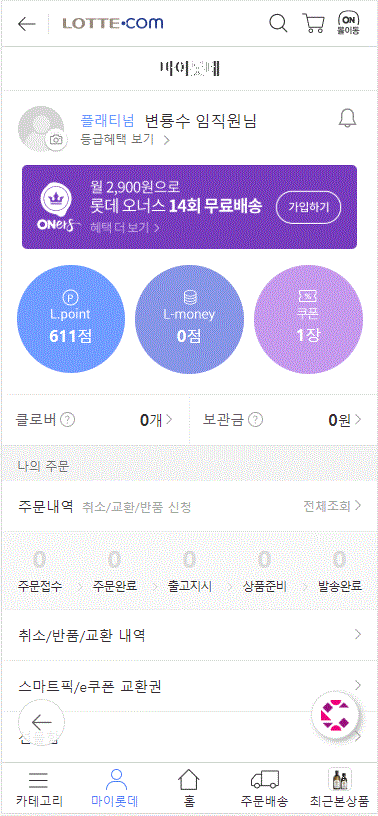 LOTTE•COM
ON
몰이동
마이롯데
플래티넘 변룡수 임직원님
등급혜택 보기
월 2,900원으로
롯데 오너스 14회 무료배송
혜택 더 보기
ONers
가입하기
L.point
611점
L-money
0점
쿠폰
1장
클로버 ? 0개
보관금 ? 0원
나의 주문
주문내역 취소/교환/반품 신청 전체조회
0 0 0 0 0
주문접수 주문완료 출고지시 상품준비 발송완료
취소/반품/교환 내역
스마트픽/e쿠폰 교환권
선물함
카테고리 마이롯데 홈 주문배송 최근본상품